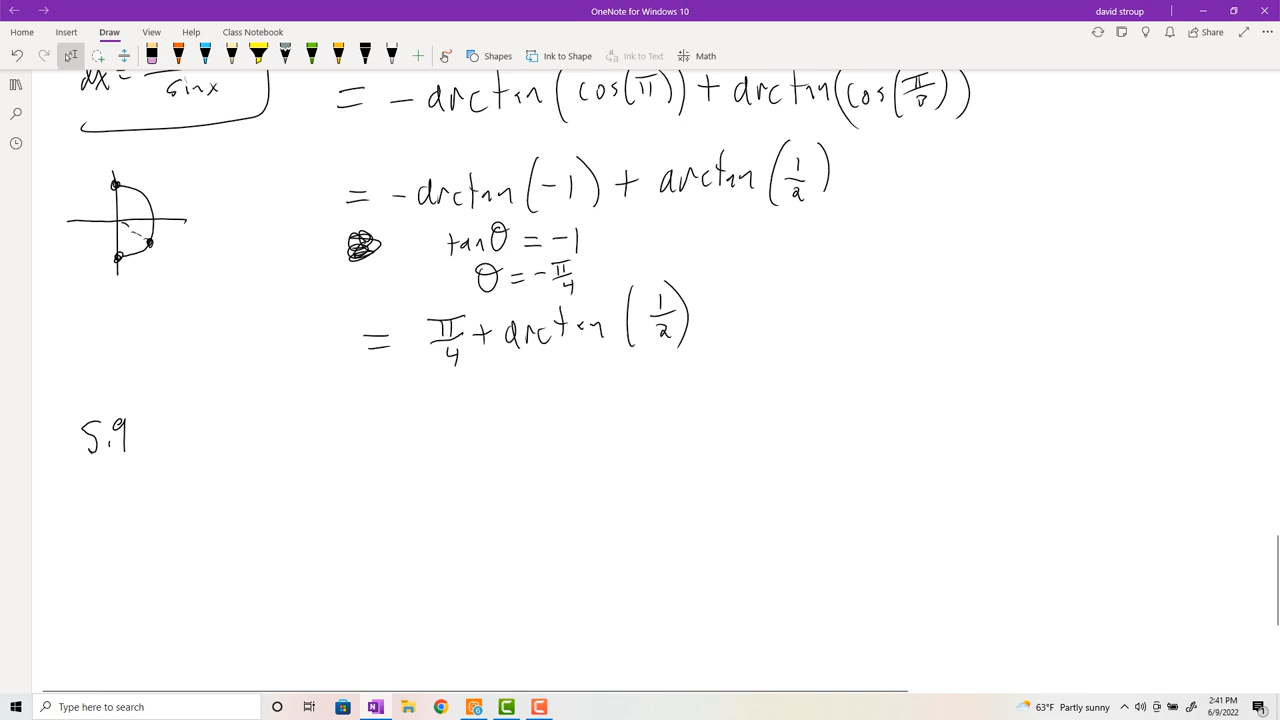 OneNote for Windows 10
david stroup
Home Insert Draw View Help Class Notebook
Share
Shapes Ink to Shape Ink to Text Math
dx =
sinx
= - arctan(cos(π)) + arctan(cos(π/
= - arctan(-1) + arctan(1/2)
tanθ = -1
θ = -π/4
= π/4 + arctan(1/2)
5.9
Type here to search
63°F Partly sunny
2:41 PM
6/9/2022